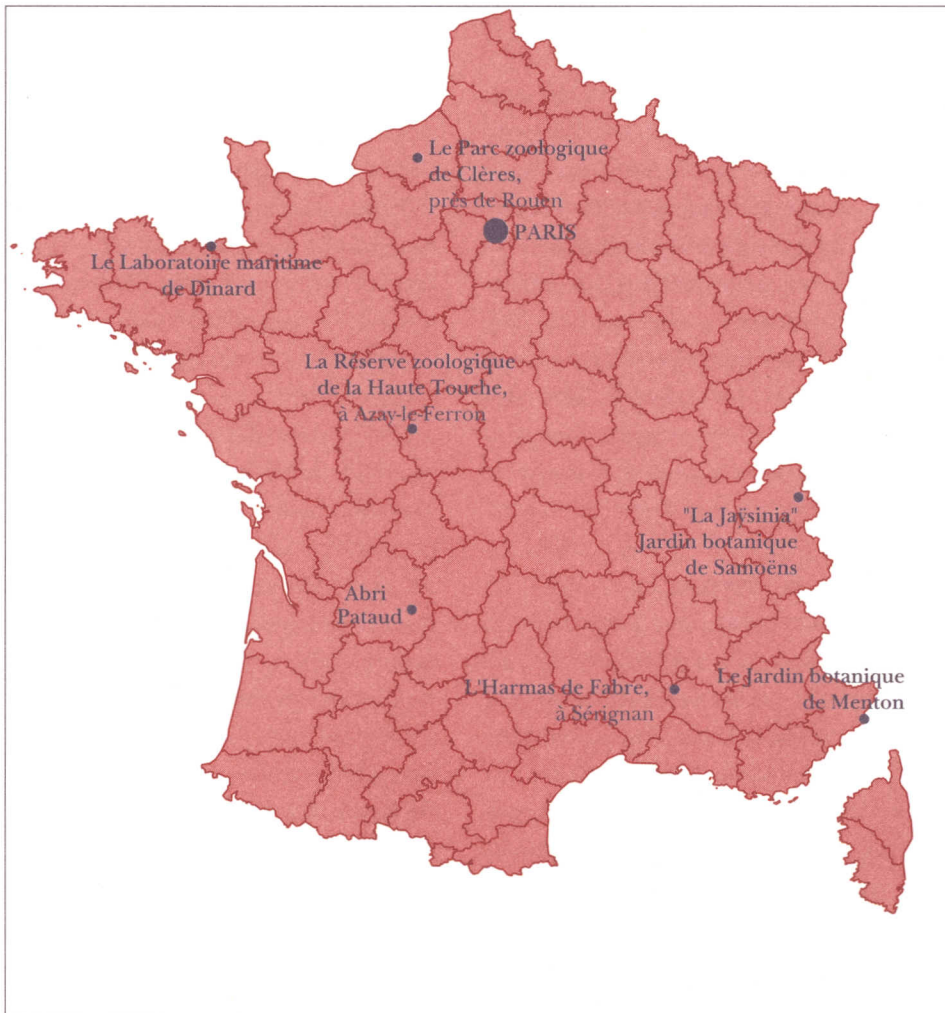 Le Parc zoologique
de Clères,
près de Rouen
PARIS
Le Laboratoire maritime
de Dinard
La Réserve zoologique
de la Haute Touche,
à Azay-le-Ferron
"La Jaÿsinia"
Jardin botanique
de Samoëns
Abri
Pataud
L'Harmas de Fabre,
à Sérignan
Le Jardin botanique
de Menton